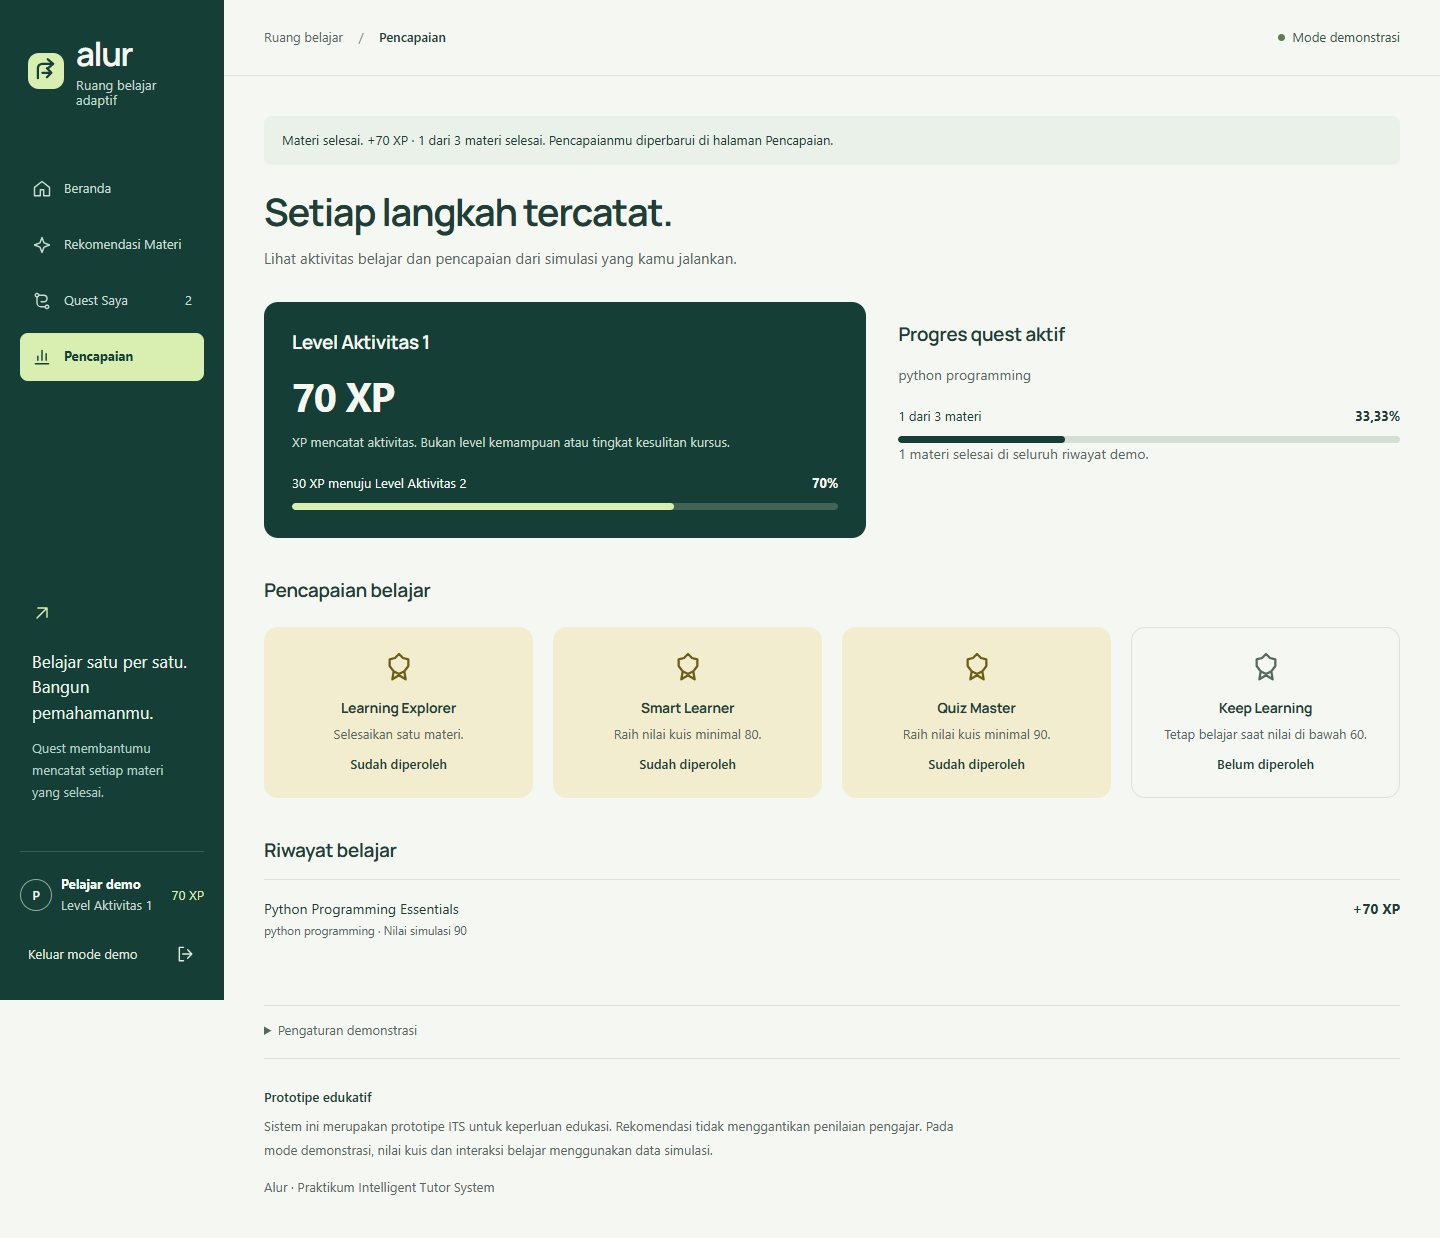 alur
Ruang belajar
adaptif
Beranda
Rekomendasi Materi
Quest Saya 2
Pencapaian
Belajar satu per satu.
Bangun
pemahamanmu.
Quest membantumu
mencatat setiap materi
yang selesai.
P
Pelajar demo
Level Aktivitas 1
70 XP
Keluar mode demo
Ruang belajar / Pencapaian
Mode demonstrasi
Materi selesai. +70 XP · 1 dari 3 materi selesai. Pencapaianmu diperbarui di halaman Pencapaian.
Setiap langkah tercatat.
Lihat aktivitas belajar dan pencapaian dari simulasi yang kamu jalankan.
Level Aktivitas 1
70 XP
XP mencatat aktivitas. Bukan level kemampuan atau tingkat kesulitan kursus.
30 XP menuju Level Aktivitas 2 70%
Progres quest aktif
python programming
1 dari 3 materi 33,33%
1 materi selesai di seluruh riwayat demo.
Pencapaian belajar
Learning Explorer
Selesaikan satu materi.
Sudah diperoleh
Smart Learner
Raih nilai kuis minimal 80.
Sudah diperoleh
Quiz Master
Raih nilai kuis minimal 90.
Sudah diperoleh
Keep Learning
Tetap belajar saat nilai di bawah 60.
Belum diperoleh
Riwayat belajar
Python Programming Essentials +70 XP
python programming · Nilai simulasi 90
Pengaturan demonstrasi
Prototipe edukatif
Sistem ini merupakan prototipe ITS untuk keperluan edukasi. Rekomendasi tidak menggantikan penilaian pengajar. Pada
mode demonstrasi, nilai kuis dan interaksi belajar menggunakan data simulasi.
Alur · Praktikum Intelligent Tutor System